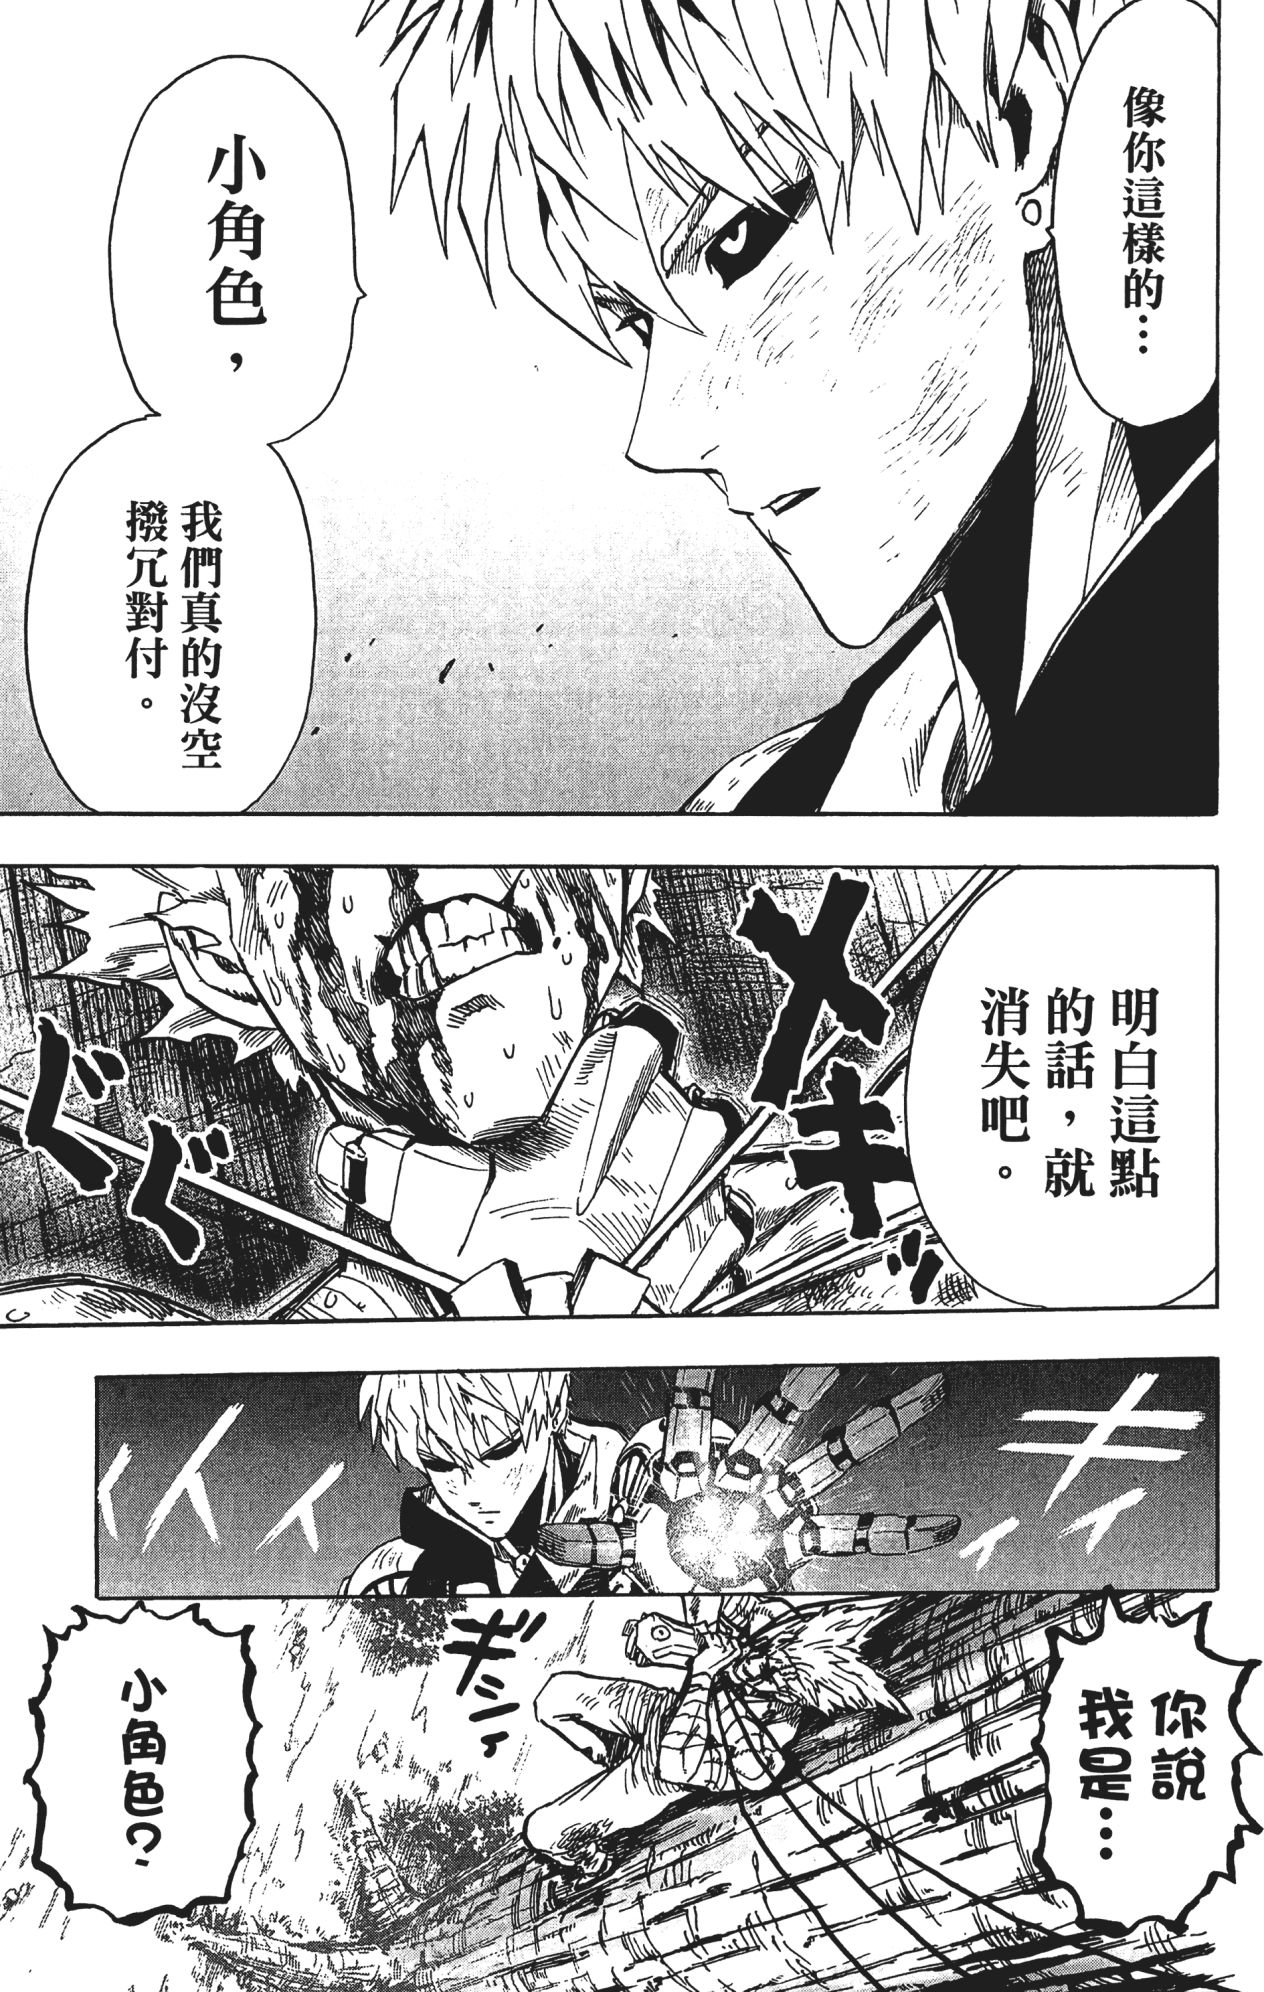 像你這樣的…
小角色，
我們真的沒空
撥冗對付。
明白這點
的話，就
消失吧。
メキ…
ぐぐ
キイィィィ
ギシィ
你說
我是…
小角色？